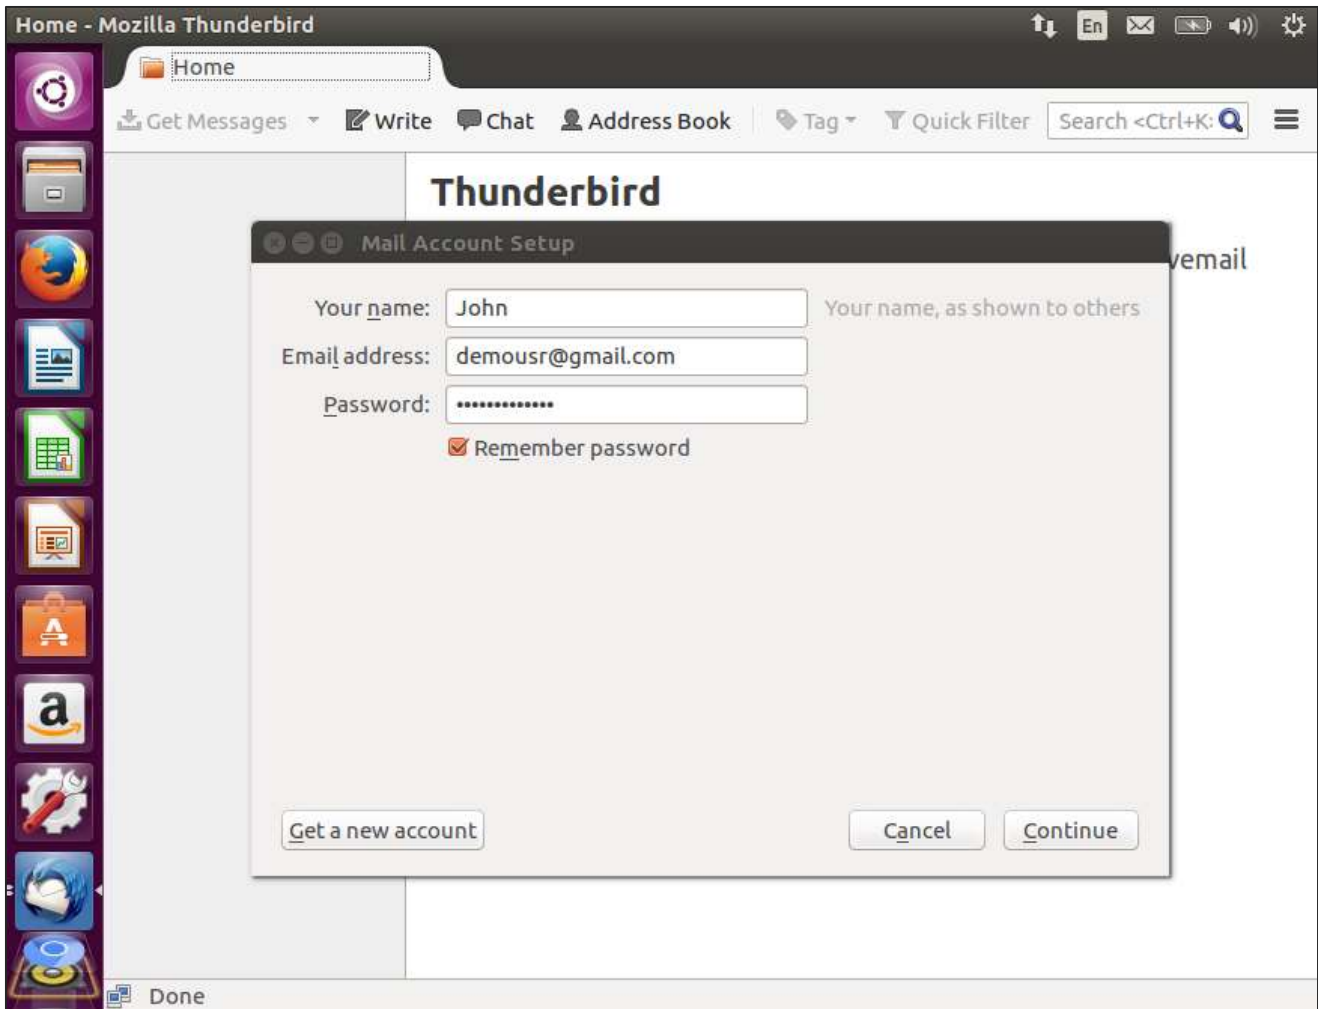 Home - Mozilla Thunderbird
En
Home
Get Messages Write Chat Address Book Tag Quick Filter Search <Ctrl+K:
Thunderbird
Mail Account Setup
vemail
Your name: John Your name, as shown to others
Email address: demousr@gmail.com
Password: •••••••••••••
Remember password
a
Get a new account Cancel Continue
Done